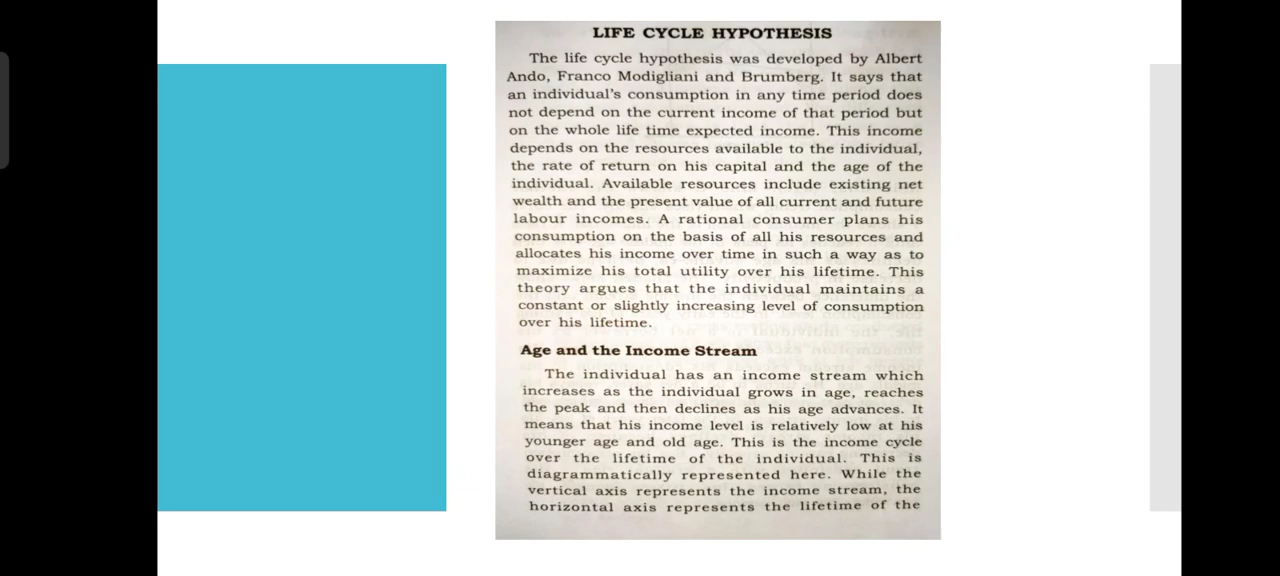 LIFE CYCLE HYPOTHESIS
The life cycle hypothesis was developed by Albert
Ando, Franco Modigliani and Brumberg. It says that
an individual's consumption in any time period does
not depend on the current income of that period but
on the whole life time expected income. This income
depends on the resources available to the individual,
the rate of return on his capital and the age of the
individual. Available resources include existing net
wealth and the present value of all current and future
labour incomes. A rational consumer plans his
consumption on the basis of all his resources and
allocates his income over time in such a way as to
maximize his total utility over his lifetime. This
theory argues that the individual maintains a
constant or slightly increasing level of consumption
over his lifetime.
Age and the Income Stream
The individual has an income stream which
increases as the individual grows in age, reaches
the peak and then declines as his age advances. It
means that his income level is relatively low at his
younger age and old age. This is the income cycle
over the lifetime of the individual. This is
diagrammatically represented here. While the
vertical axis represents the income stream, the
horizontal axis represents the lifetime of the